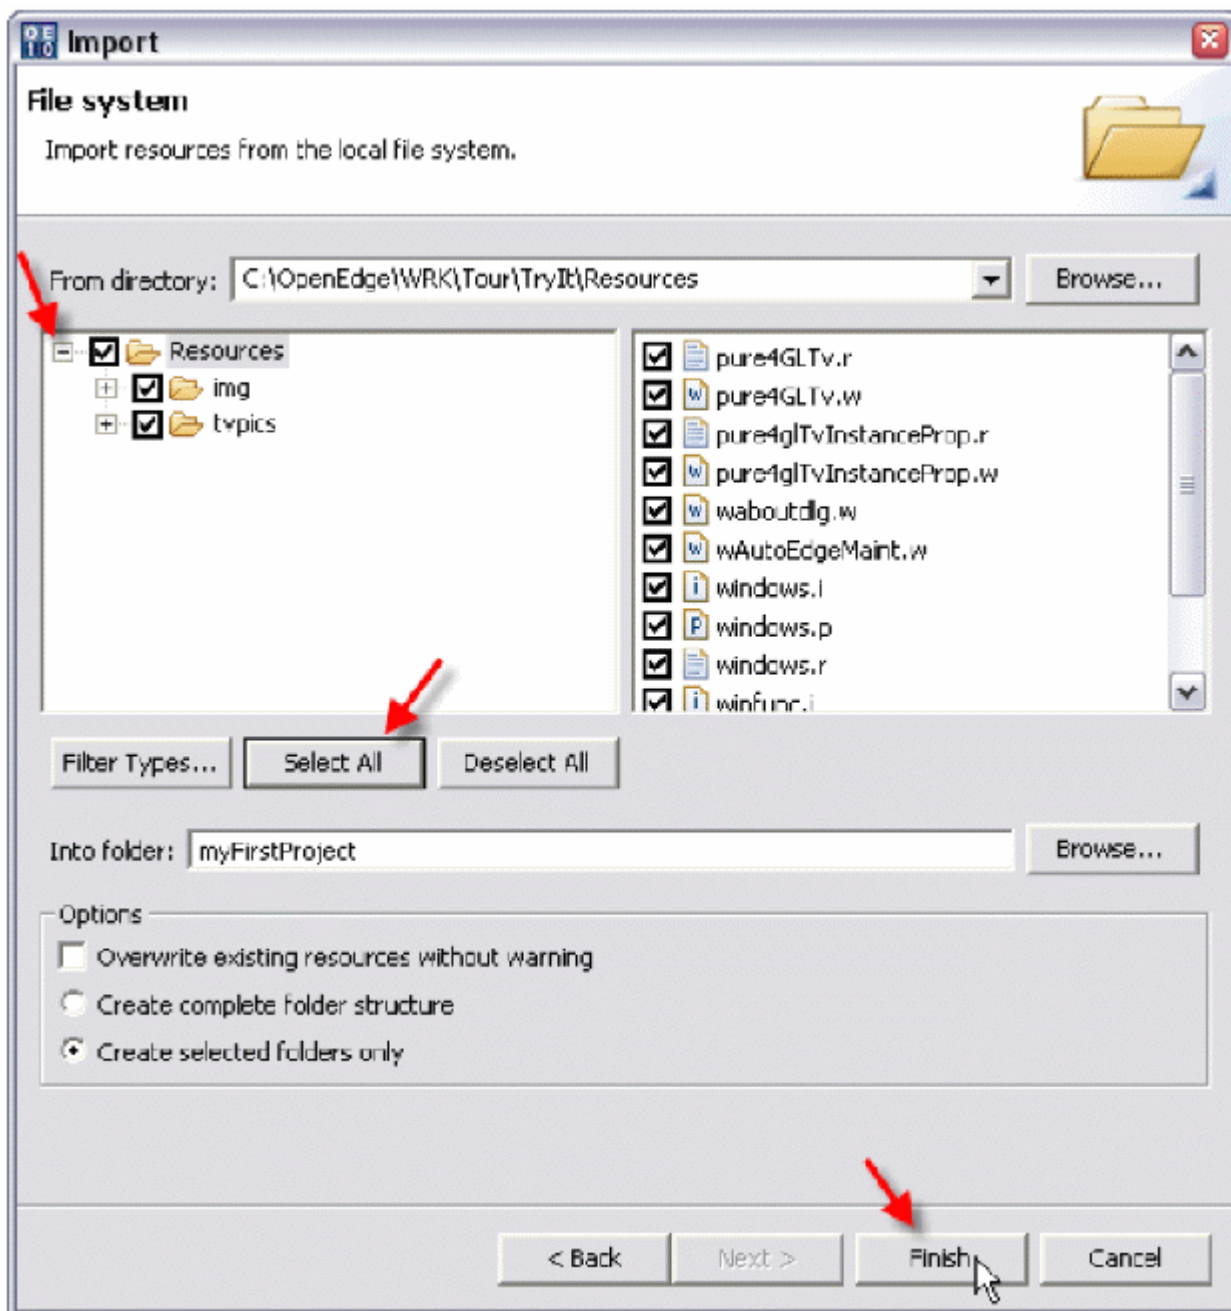 OE
10 Import
File system
Import resources from the local file system.
From directory: C:\OpenEdge\WRK\Tour\TryIt\Resources Browse...
Resources
img
tvpics
pure4GLTv.r
pure4GLTv.w
pure4glTvInstanceProp.r
pure4glTvInstanceProp.w
waboutdlg.w
wAutoEdgeMaint.w
windows.i
windows.p
windows.r
winfunc.i
Filter Types... Select All Deselect All
Into folder: myFirstProject Browse...
Options
Overwrite existing resources without warning
Create complete folder structure
Create selected folders only
< Back Next > Finish Cancel